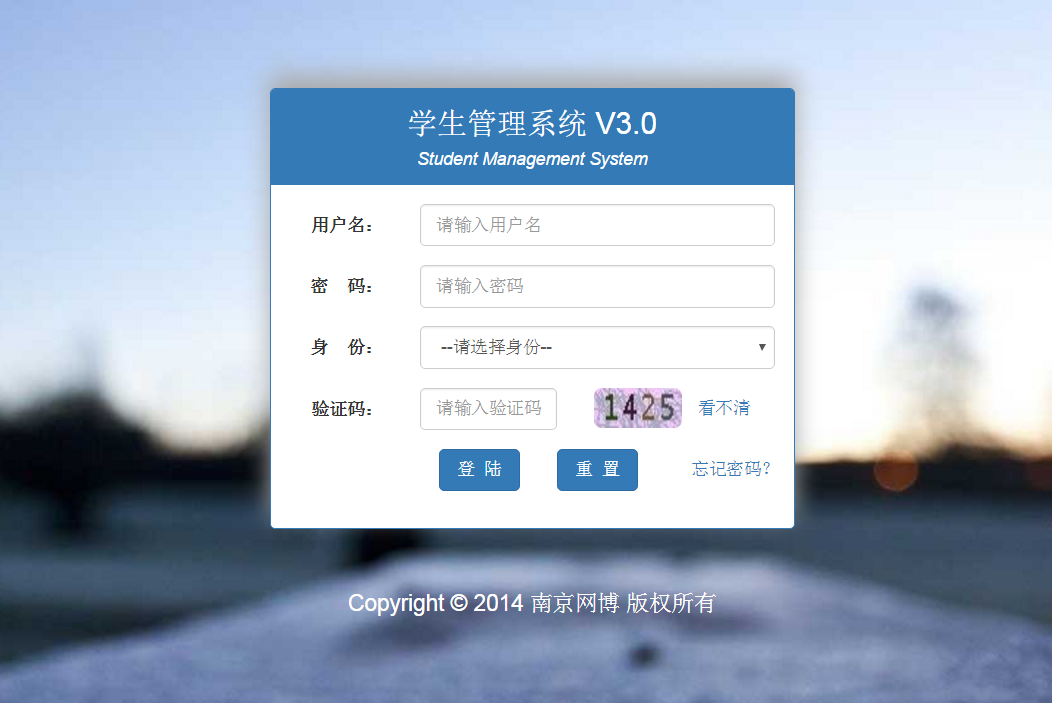 学生管理系统 V3.0
Student Management System
用户名： 请输入用户名
密　码： 请输入密码
身　份： --请选择身份--
验证码： 请输入验证码 1425 看不清
登 陆 重 置 忘记密码?
Copyright © 2014 南京网博 版权所有